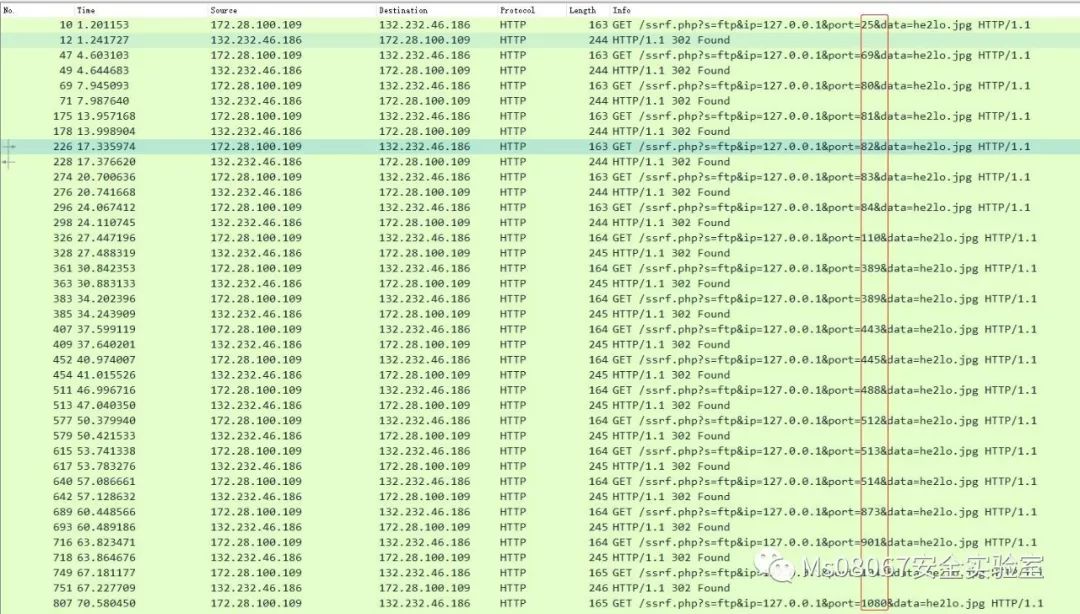 No. Time Source Destination Protocol Length Info
10 1.201153 172.28.100.109 132.232.46.186 HTTP 163 GET /ssrf.php?s=ftp&ip=127.0.0.1&port=25&data=he2lo.jpg HTTP/1.1
12 1.241727 132.232.46.186 172.28.100.109 HTTP 244 HTTP/1.1 302 Found
47 4.603103 172.28.100.109 132.232.46.186 HTTP 163 GET /ssrf.php?s=ftp&ip=127.0.0.1&port=69&data=he2lo.jpg HTTP/1.1
49 4.644683 132.232.46.186 172.28.100.109 HTTP 244 HTTP/1.1 302 Found
69 7.945093 172.28.100.109 132.232.46.186 HTTP 163 GET /ssrf.php?s=ftp&ip=127.0.0.1&port=80&data=he2lo.jpg HTTP/1.1
71 7.987640 132.232.46.186 172.28.100.109 HTTP 244 HTTP/1.1 302 Found
175 13.957168 172.28.100.109 132.232.46.186 HTTP 163 GET /ssrf.php?s=ftp&ip=127.0.0.1&port=81&data=he2lo.jpg HTTP/1.1
178 13.998904 132.232.46.186 172.28.100.109 HTTP 244 HTTP/1.1 302 Found
226 17.335974 172.28.100.109 132.232.46.186 HTTP 163 GET /ssrf.php?s=ftp&ip=127.0.0.1&port=82&data=he2lo.jpg HTTP/1.1
228 17.376620 132.232.46.186 172.28.100.109 HTTP 244 HTTP/1.1 302 Found
274 20.700636 172.28.100.109 132.232.46.186 HTTP 163 GET /ssrf.php?s=ftp&ip=127.0.0.1&port=83&data=he2lo.jpg HTTP/1.1
276 20.741668 132.232.46.186 172.28.100.109 HTTP 244 HTTP/1.1 302 Found
296 24.067412 172.28.100.109 132.232.46.186 HTTP 163 GET /ssrf.php?s=ftp&ip=127.0.0.1&port=84&data=he2lo.jpg HTTP/1.1
298 24.110745 132.232.46.186 172.28.100.109 HTTP 244 HTTP/1.1 302 Found
326 27.447196 172.28.100.109 132.232.46.186 HTTP 164 GET /ssrf.php?s=ftp&ip=127.0.0.1&port=110&data=he2lo.jpg HTTP/1.1
328 27.488319 132.232.46.186 172.28.100.109 HTTP 245 HTTP/1.1 302 Found
361 30.842353 172.28.100.109 132.232.46.186 HTTP 164 GET /ssrf.php?s=ftp&ip=127.0.0.1&port=389&data=he2lo.jpg HTTP/1.1
363 30.883133 132.232.46.186 172.28.100.109 HTTP 245 HTTP/1.1 302 Found
383 34.202396 172.28.100.109 132.232.46.186 HTTP 164 GET /ssrf.php?s=ftp&ip=127.0.0.1&port=389&data=he2lo.jpg HTTP/1.1
385 34.243909 132.232.46.186 172.28.100.109 HTTP 245 HTTP/1.1 302 Found
407 37.599119 172.28.100.109 132.232.46.186 HTTP 164 GET /ssrf.php?s=ftp&ip=127.0.0.1&port=443&data=he2lo.jpg HTTP/1.1
409 37.640201 132.232.46.186 172.28.100.109 HTTP 245 HTTP/1.1 302 Found
452 40.974007 172.28.100.109 132.232.46.186 HTTP 164 GET /ssrf.php?s=ftp&ip=127.0.0.1&port=445&data=he2lo.jpg HTTP/1.1
454 41.015526 132.232.46.186 172.28.100.109 HTTP 245 HTTP/1.1 302 Found
511 46.996716 172.28.100.109 132.232.46.186 HTTP 164 GET /ssrf.php?s=ftp&ip=127.0.0.1&port=488&data=he2lo.jpg HTTP/1.1
513 47.040350 132.232.46.186 172.28.100.109 HTTP 245 HTTP/1.1 302 Found
577 50.379940 172.28.100.109 132.232.46.186 HTTP 164 GET /ssrf.php?s=ftp&ip=127.0.0.1&port=512&data=he2lo.jpg HTTP/1.1
579 50.421533 132.232.46.186 172.28.100.109 HTTP 245 HTTP/1.1 302 Found
615 53.741338 172.28.100.109 132.232.46.186 HTTP 164 GET /ssrf.php?s=ftp&ip=127.0.0.1&port=513&data=he2lo.jpg HTTP/1.1
617 53.783276 132.232.46.186 172.28.100.109 HTTP 245 HTTP/1.1 302 Found
640 57.086661 172.28.100.109 132.232.46.186 HTTP 164 GET /ssrf.php?s=ftp&ip=127.0.0.1&port=514&data=he2lo.jpg HTTP/1.1
642 57.128632 132.232.46.186 172.28.100.109 HTTP 245 HTTP/1.1 302 Found
689 60.448566 172.28.100.109 132.232.46.186 HTTP 164 GET /ssrf.php?s=ftp&ip=127.0.0.1&port=873&data=he2lo.jpg HTTP/1.1
693 60.489186 132.232.46.186 172.28.100.109 HTTP 245 HTTP/1.1 302 Found
716 63.823471 172.28.100.109 132.232.46.186 HTTP 164 GET /ssrf.php?s=ftp&ip=127.0.0.1&port=901&data=he2lo.jpg HTTP/1.1
718 63.864676 132.232.46.186 172.28.100.109 HTTP 245 HTTP/1.1 302 Found
Ms08067安全实验室
749 67.181177 172.28.100.109 132.232.46.186 HTTP 165 GET /ssrf.php?s=ftp&ip=127.0.0.1 HTTP/1.1
751 67.227709 132.232.46.186 172.28.100.109 HTTP 246 HTTP/1.1 302 Found
807 70.580450 172.28.100.109 132.232.46.186 HTTP 165 GET /ssrf.php?s=ftp&ip=127.0.0.1&port=1080&data=he2lo.jpg HTTP/1.1